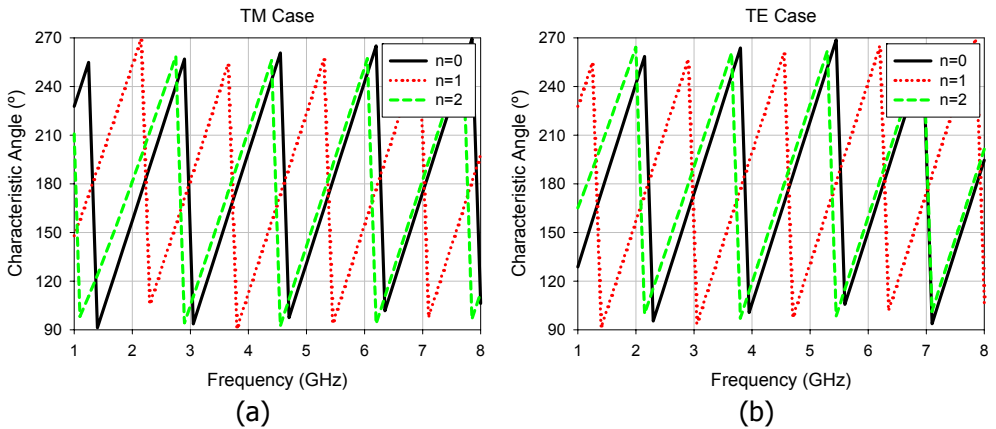 TM Case
Characteristic Angle (º)
270
240
210
180
150
120
90
1 2 3 4 5 6 7 8
Frequency (GHz)
n=0
n=1
n=2
(a)
TE Case
Characteristic Angle (º)
270
240
210
180
150
120
90
1 2 3 4 5 6 7 8
Frequency (GHz)
n=0
n=1
n=2
(b)